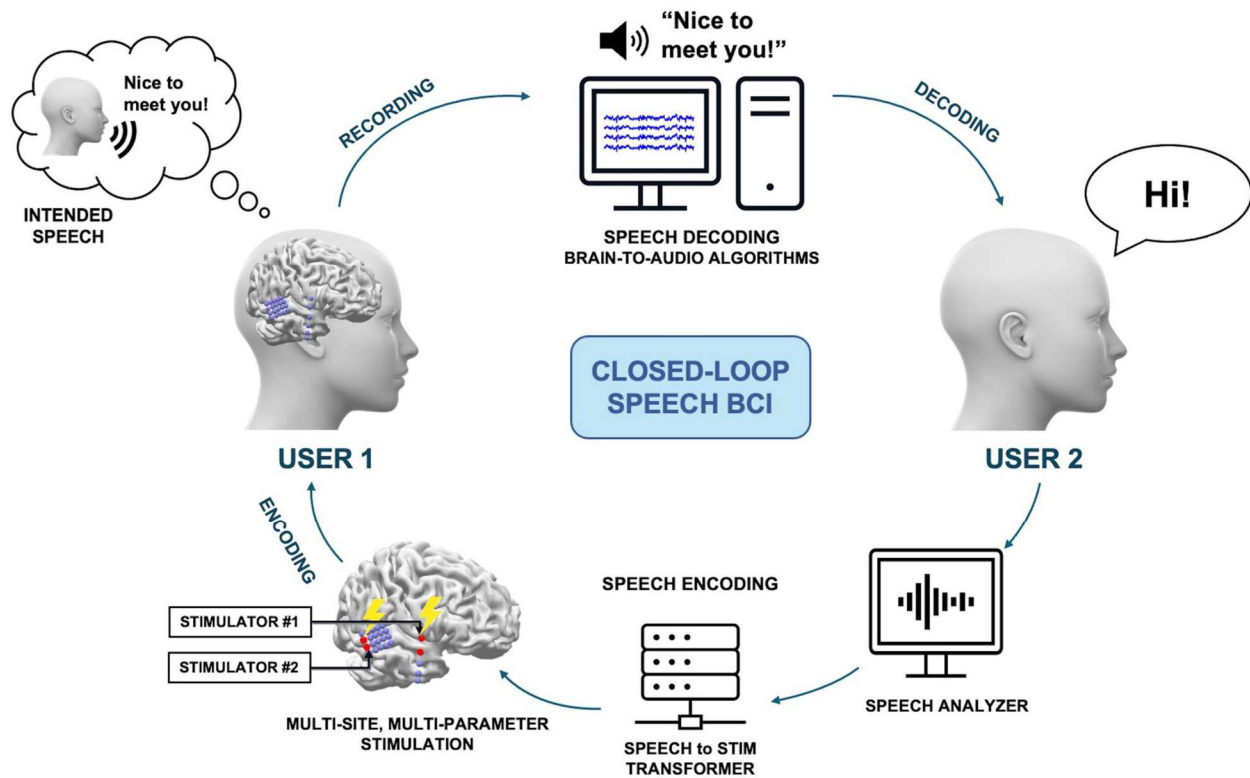 Nice to
meet you!
INTENDED
SPEECH
RECORDING
“Nice to
meet you!”
SPEECH DECODING
BRAIN-TO-AUDIO ALGORITHMS
DECODING
Hi!
CLOSED-LOOP
SPEECH BCI
USER 1
USER 2
ENCODING
STIMULATOR #1
STIMULATOR #2
MULTI-SITE, MULTI-PARAMETER
STIMULATION
SPEECH ENCODING
SPEECH to STIM
TRANSFORMER
SPEECH ANALYZER